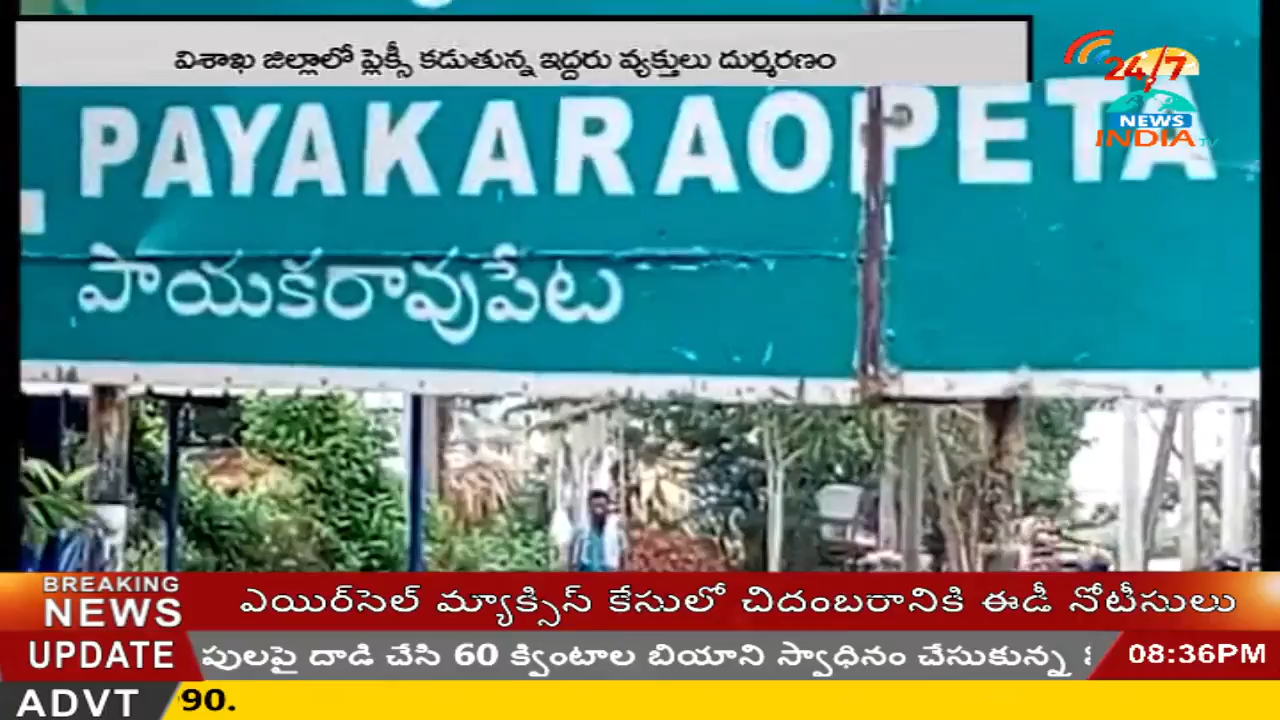 విశాఖ జిల్లాలో ప్లెక్సీ కడుతున్న ఇద్దరు వ్యక్తులు దుర్మరణం
24/7
NEWS
INDIA TV
PAYAKARAOPETA
పాయకరావుపేట
BREAKING
NEWS
ఎయిర్‌సెల్ మ్యాక్సిస్ కేసులో చిదంబరానికి ఈడీ నోటీసులు
UPDATE
పులపై దాడి చేసి 60 క్వింటాల బియాని స్వాధినం చేసుకున్న
08:36PM
ADVT
90.